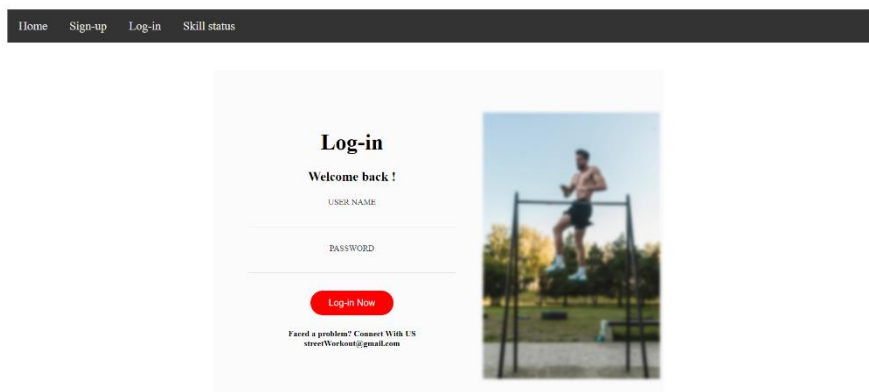 Home Sign-up Log-in Skill status
Log-in
Welcome back !
USER NAME
PASSWORD
Log-in Now
Faced a problem? Connect With US
streetWorkout@gmail.com